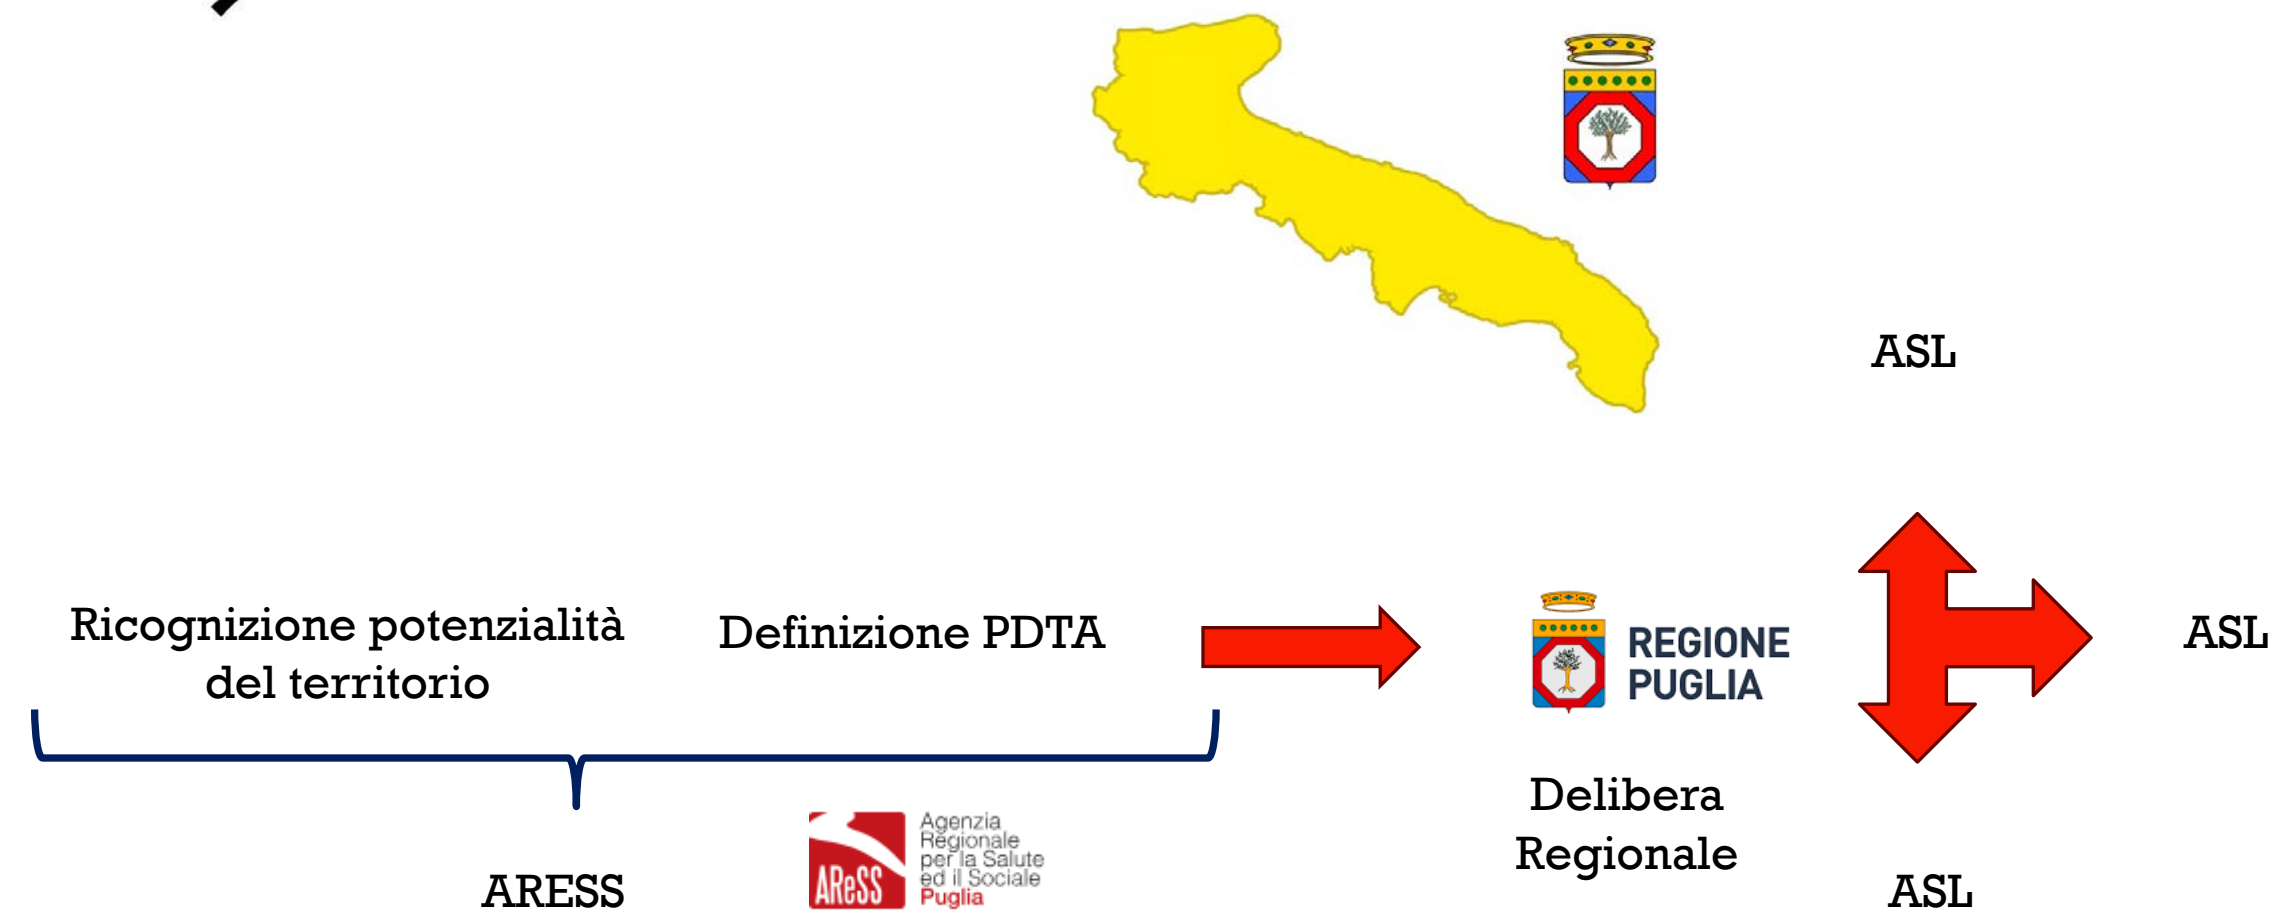 ASL
Ricognizione potenzialità
del territorio
Definizione PDTA
REGIONE
PUGLIA
ASL
Delibera
Regionale
ARESS
AReSS
Agenzia
Regionale
per la Salute
ed il Sociale
Puglia
ASL